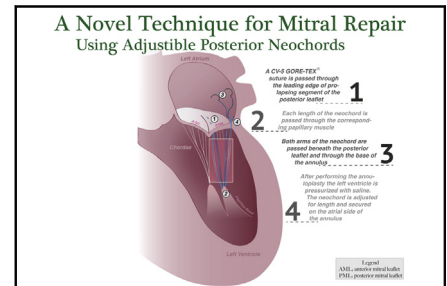 A Novel Technique for Mitral Repair
Using Adjustible Posterior Neochords
Left Atrium
A CV-5 GORE-TEX®
suture is passed through
the leading edge of pro-
lapsing segment of the
posterior leaflet
1
2
Each length of the neochord is
passed through the correspond-
ing papillary muscle
Both arms of the neochord are
passed beneath the posterior
leaflet and through the base of
the annulus
3
After performing the annu-
loplasty the left ventricle is
pressurized with saline.
The neochord is adjusted
for length and secured
on the atrial side of
the annulus
4
3
1
4
Chordae
2
Left Ventricle
Legend
AML: anterior mitral leaflet
PML: posterior mitral leaflet